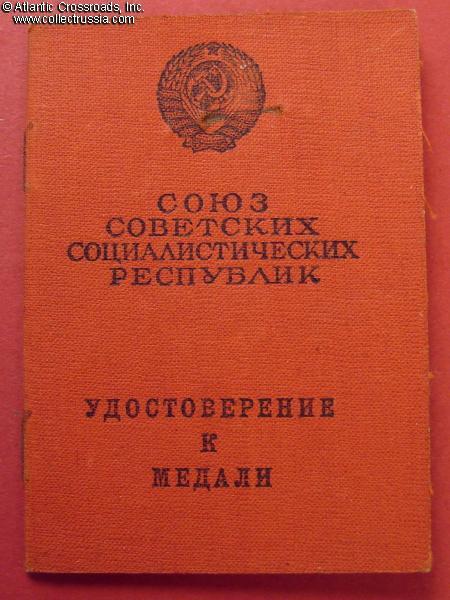 © Atlantic Crossroads, Inc.
www.collectrussia.com
СОЮЗ
СОВЕТСКИХ
СОЦИАЛИСТИЧЕСКИХ
РЕСПУБЛИК
УДОСТОВЕРЕНИЕ
К
МЕДАЛИ